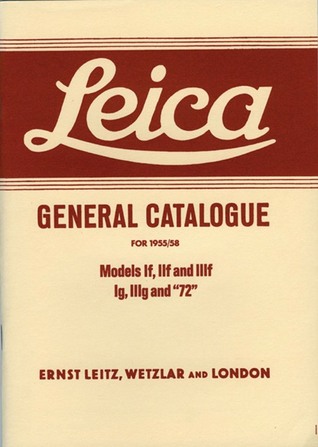 Leica
GENERAL CATALOGUE
FOR 1955/58
Models If, IIf and IIIf
Ig, IIIg and "72"
ERNST LEITZ, WETZLAR AND LONDON